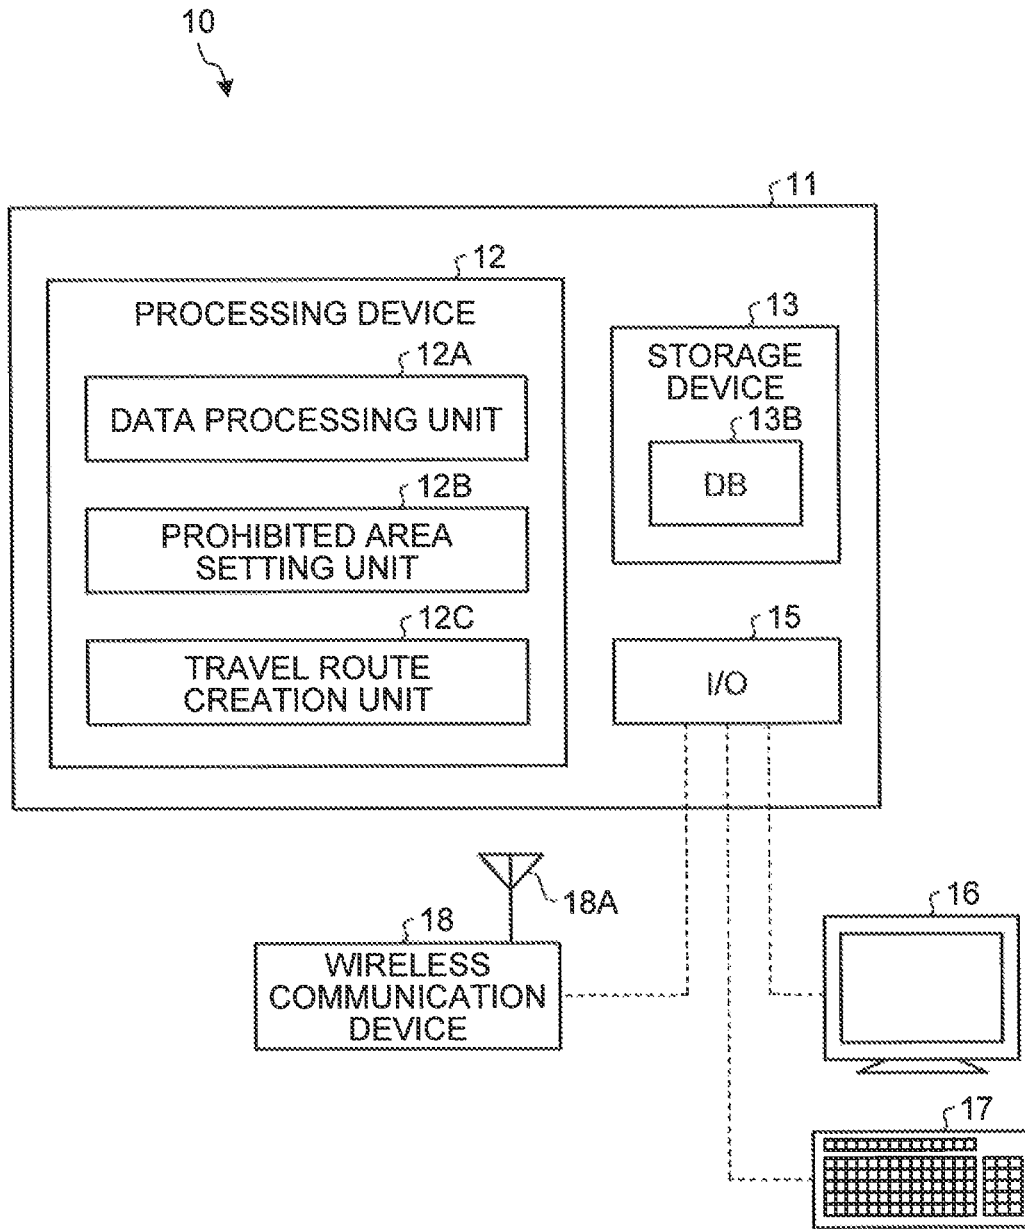 10
11
12
PROCESSING DEVICE
12A
DATA PROCESSING UNIT
12B
PROHIBITED AREA
SETTING UNIT
12C
TRAVEL ROUTE
CREATION UNIT
13
STORAGE
DEVICE
13B
DB
15
I/O
18A
18
WIRELESS
COMMUNICATION
DEVICE
16
17